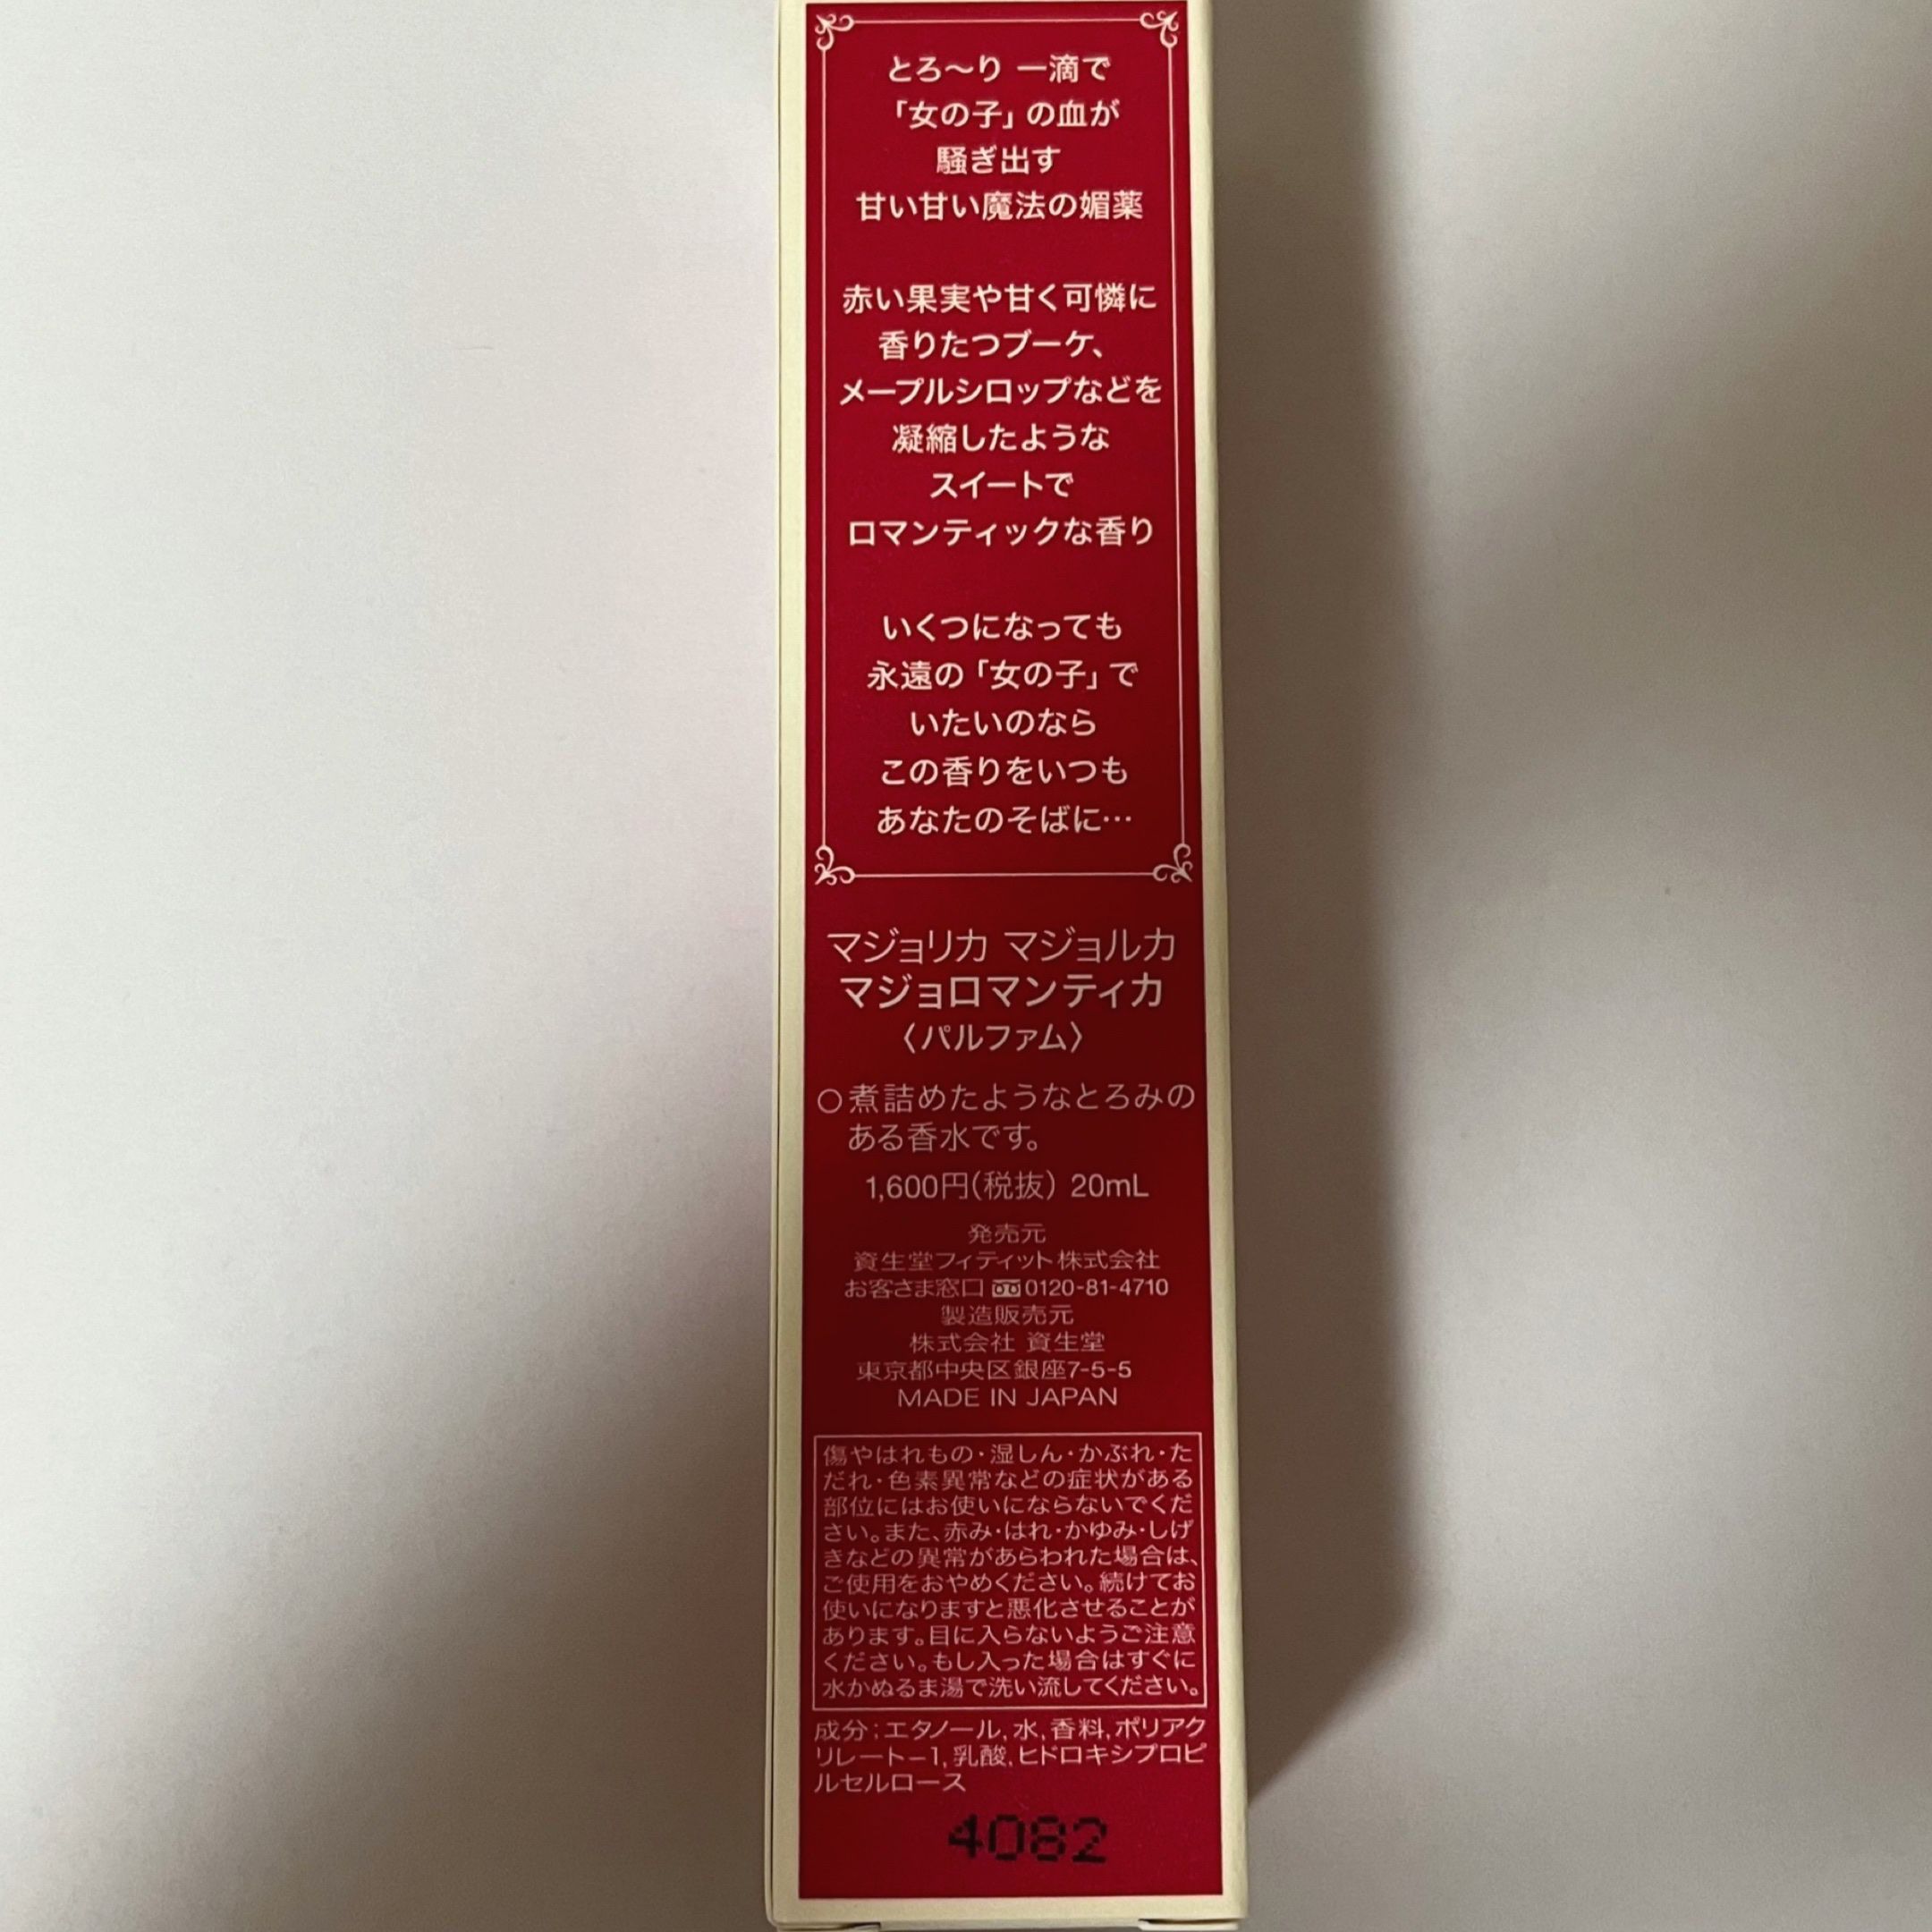 とろ〜り 一滴で
「女の子」の血が
騒ぎ出す
甘い甘い魔法の媚薬
赤い果実や甘く可憐に
香りたつブーケ、
メープルシロップなどを
凝縮したような
スイートで
ロマンティックな香り
いくつになっても
永遠の「女の子」で
いたいのなら
この香りをいつも
あなたのそばに…
マジョリカ マジョルカ
マジョロマンティカ
〈パルファム〉
○煮詰めたようなとろみの
ある香水です。
1,600円(税抜) 20mL
発売元
資生堂フィティット株式会社
お客さま窓口 0120-81-4710
製造販売元
株式会社 資生堂
東京都中央区銀座7-5-5
MADE IN JAPAN
傷やはれもの・湿しん・かぶれ・た
だれ・色素異常などの症状がある
部位にはお使いにならないでくだ
さい。また、赤み・はれ・かゆみ・しげ
きなどの異常があらわれた場合は、
ご使用をおやめください。続けてお
使いになりますと悪化させることが
あります。目に入らないようご注意
ください。もし入った場合はすぐに
水かぬるま湯で洗い流してください。
成分;エタノール,水,香料,ポリアク
リレート-1,乳酸,ヒドロキシプロピ
ルセルロース
4082